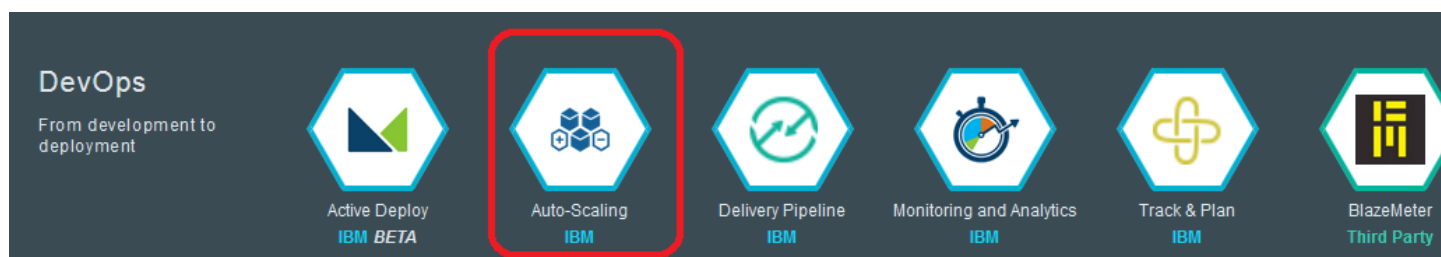 DevOps
From development to
deployment
Active Deploy
IBM BETA
Auto-Scaling
IBM
Delivery Pipeline
IBM
Monitoring and Analytics
IBM
Track & Plan
IBM
BlazeMeter
Third Party